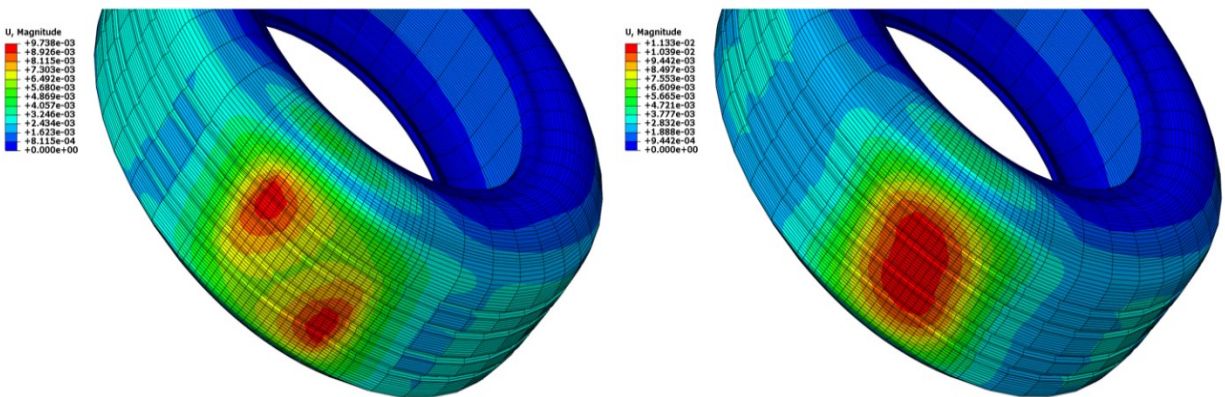 U, Magnitude
+9.738e-03
+8.926e-03
+8.115e-03
+7.303e-03
+6.492e-03
+5.680e-03
+4.869e-03
+4.057e-03
+3.246e-03
+2.434e-03
+1.623e-03
+8.115e-04
+0.000e+00
U, Magnitude
+1.133e-02
+1.039e-02
+9.442e-03
+8.497e-03
+7.553e-03
+6.609e-03
+5.665e-03
+4.721e-03
+3.777e-03
+2.832e-03
+1.888e-03
+9.442e-04
+0.000e+00